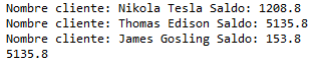 Nombre cliente: Nikola Tesla Saldo: 1208.8
Nombre cliente: Thomas Edison Saldo: 5135.8
Nombre cliente: James Gosling Saldo: 153.8
5135.8